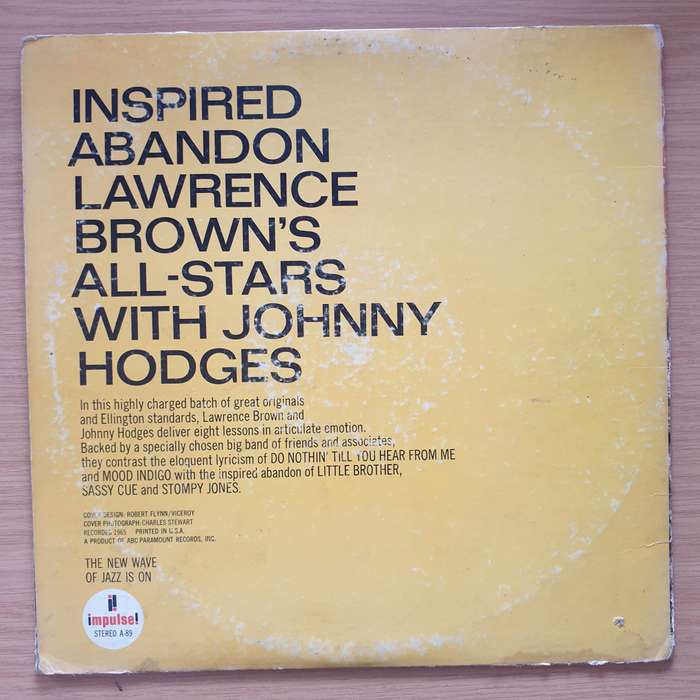 INSPIRED
ABANDON
LAWRENCE
BROWN'S
ALL-STARS
WITH JOHNNY
HODGES
In this highly charged batch of great originals
and Ellington standards, Lawrence Brown and
Johnny Hodges deliver eight lessons in articulate emotion.
Backed by a specially chosen big band of friends and associates,
they contrast the eloquent lyricism of DO NOTHIN' TILL YOU HEAR FROM ME
and MOOD INDIGO with the inspired abandon of LITTLE BROTHER,
SASSY CUE and STOMPY JONES.
COVER DESIGN: ROBERT FLYNN/VICEROY
COVER PHOTOGRAPH: CHARLES STEWART
RECORDED 1965 PRINTED IN U.S.A.
A PRODUCT OF ABC PARAMOUNT RECORDS, INC.
THE NEW WAVE
OF JAZZ IS ON
i!
impulse!
STEREO A-89